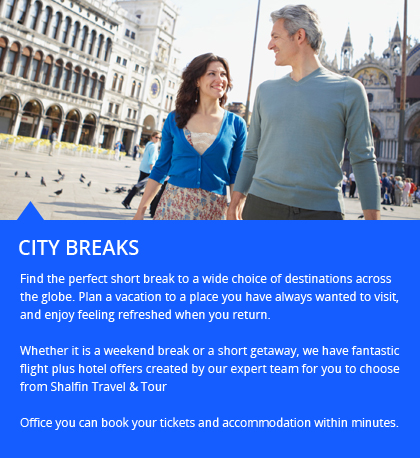 CITY BREAKS
Find the perfect short break to a wide choice of destinations across
the globe. Plan a vacation to a place you have always wanted to visit,
and enjoy feeling refreshed when you return.
Whether it is a weekend break or a short getaway, we have fantastic
flight plus hotel offers created by our expert team for you to choose
from Shalfin Travel & Tour
Office you can book your tickets and accommodation within minutes.